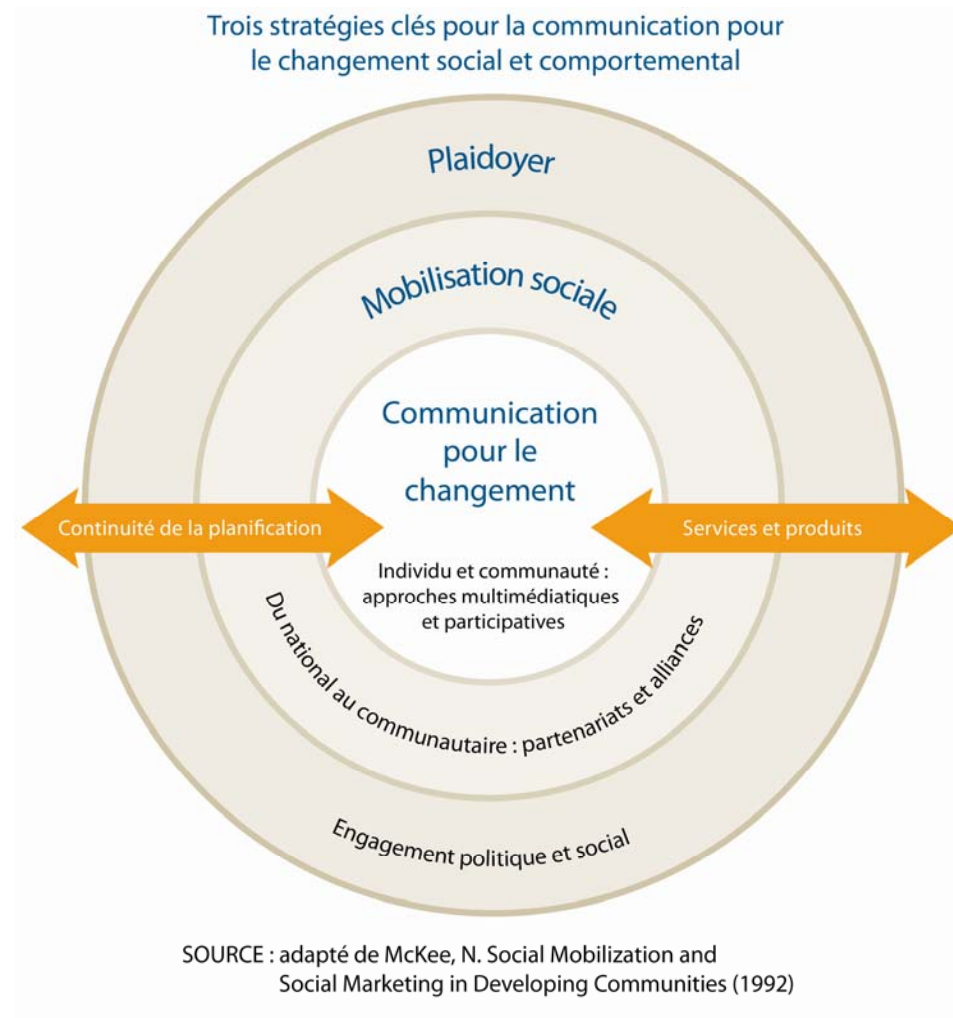 Trois stratégies clés pour la communication pour
le changement social et comportemental
Plaidoyer
Mobilisation sociale
Communication
pour le
changement
Continuité de la planification
Services et produits
Individu et communauté :
approches multimédiatiques
et participatives
Du national au communautaire : partenariats et alliances
Engagement politique et social
SOURCE : adapté de McKee, N. Social Mobilization and
Social Marketing in Developing Communities (1992)